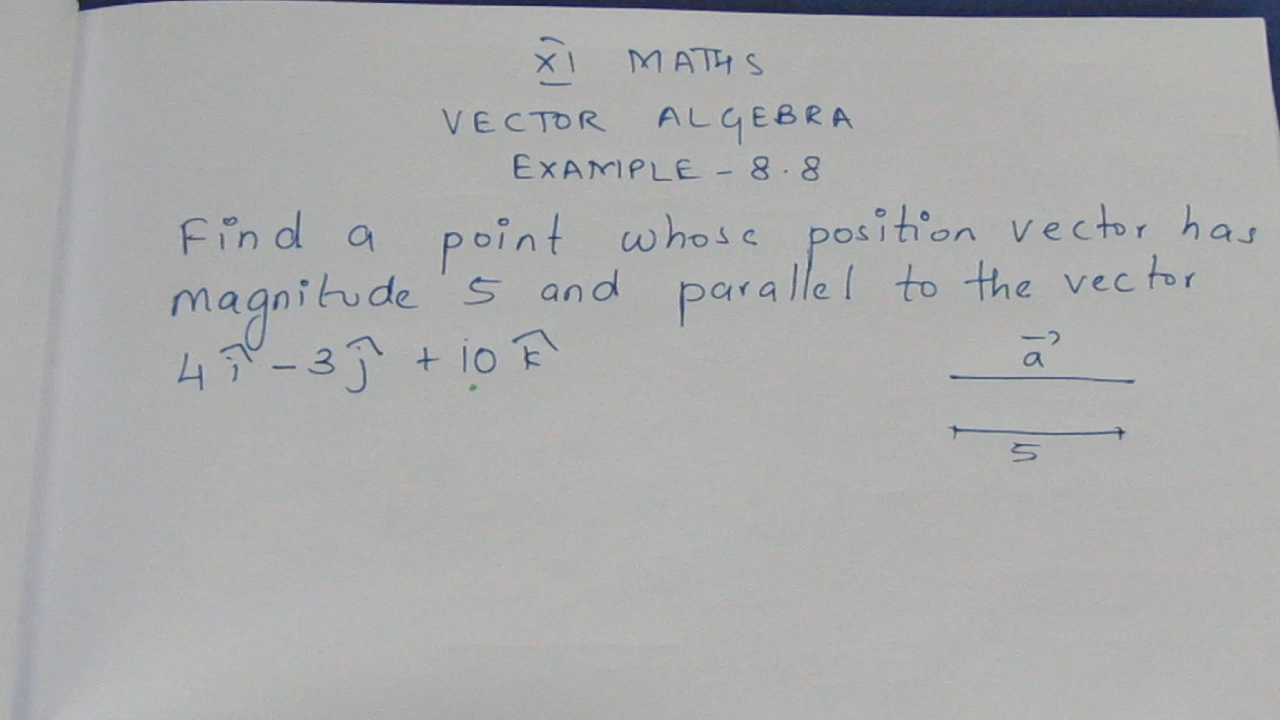 XI MATHS
VECTOR ALGEBRA
EXAMPLE - 8.8
Find a point whose position vector has
magnitude 5 and parallel to the vector
4î - 3ĵ + 10k̂
a⃗
5